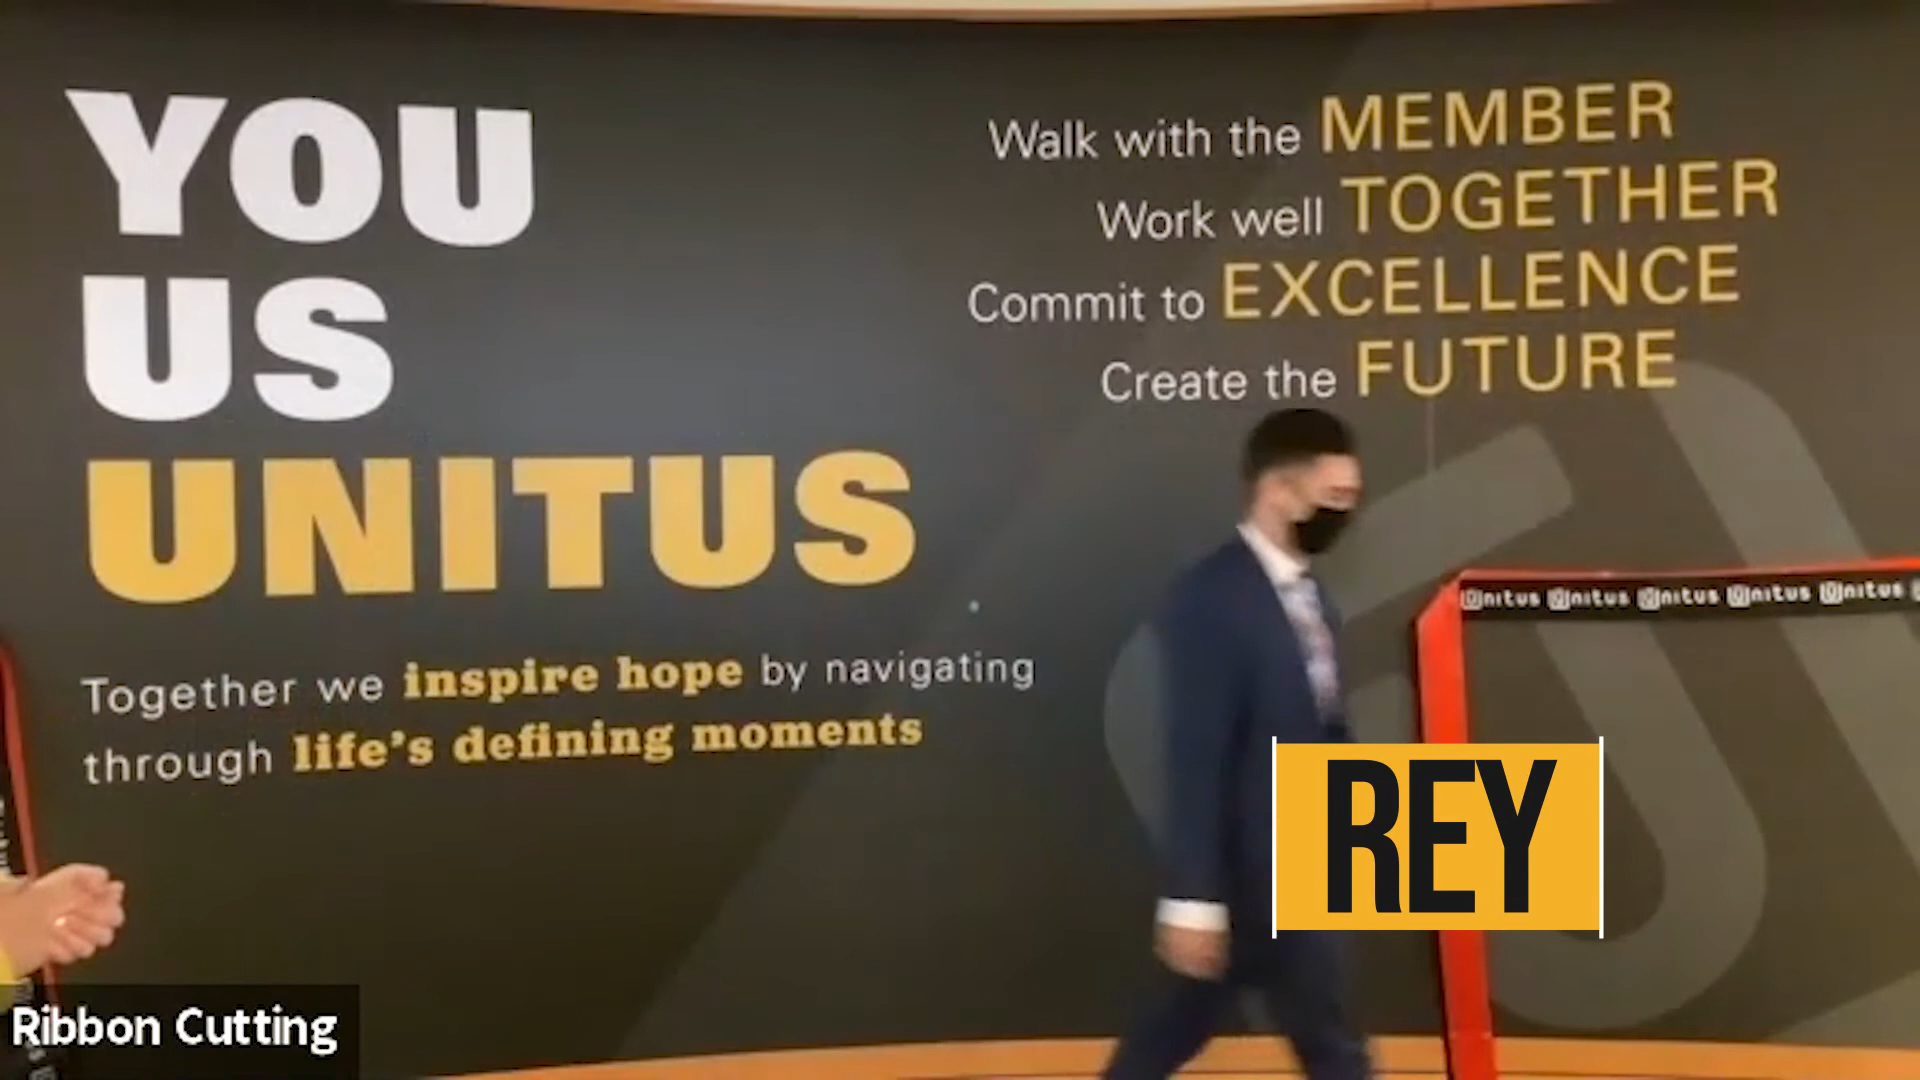 YOU
US
UNITUS
Together we inspire hope by navigating
through life's defining moments
Walk with the MEMBER
Work well TOGETHER
Commit to EXCELLENCE
Create the FUTURE
Unitus Unitus Unitus Unitus Unitus
REY
Ribbon Cutting